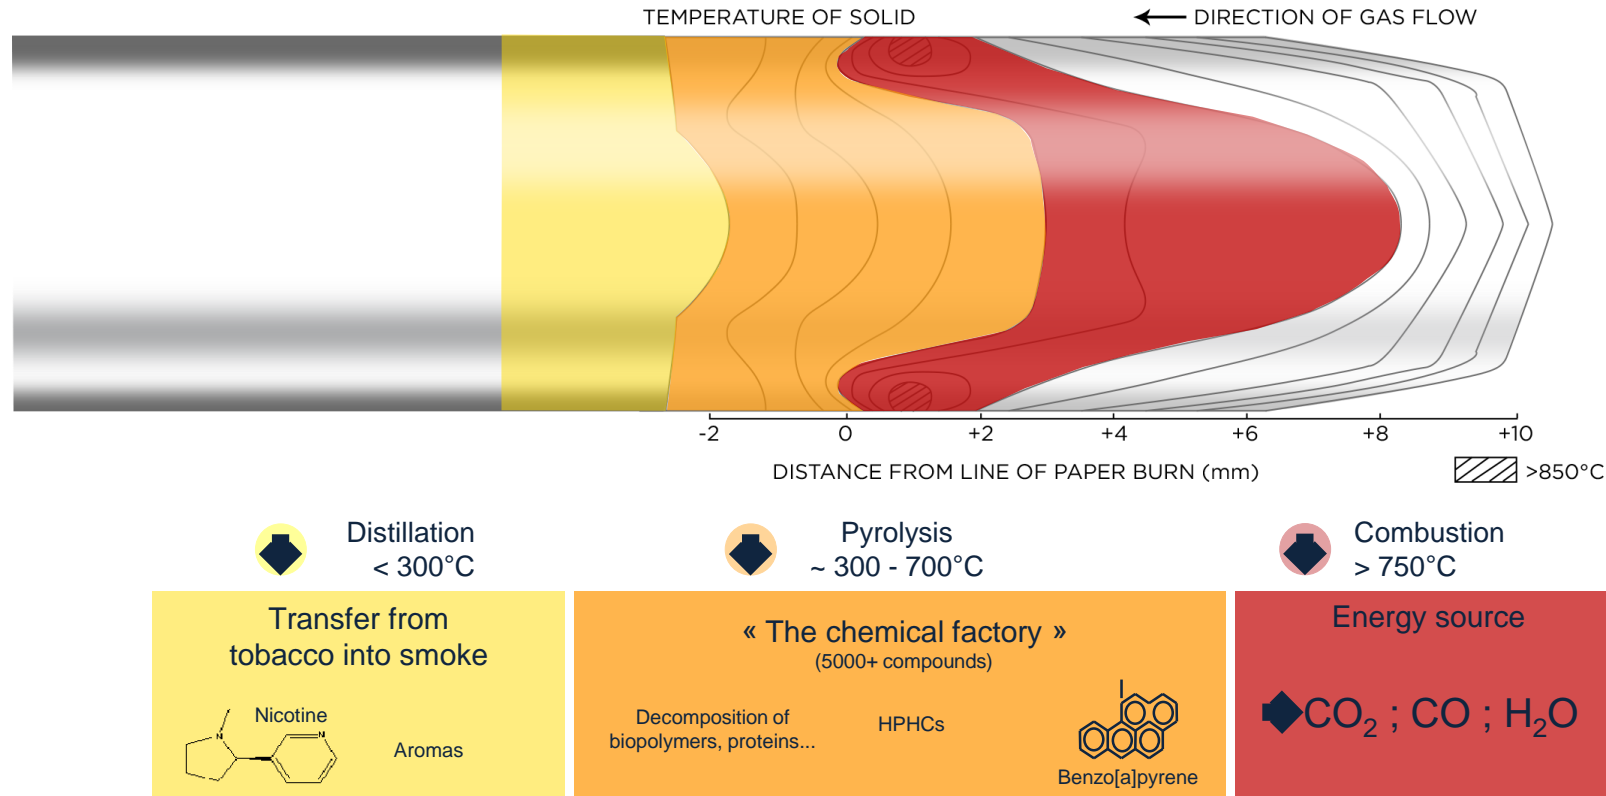 TEMPERATURE OF SOLID
DIRECTION OF GAS FLOW
-2 0 +2 +4 +6 +8 +10
DISTANCE FROM LINE OF PAPER BURN (mm)
>850°C
Distillation
< 300°C
Pyrolysis
~ 300 - 700°C
Combustion
> 750°C
Transfer from
tobacco into smoke
Nicotine
N
N
Aromas
« The chemical factory »
(5000+ compounds)
Decomposition of
biopolymers, proteins...
HPHCs
Benzo[a]pyrene
Energy source
CO₂ ; CO ; H₂O